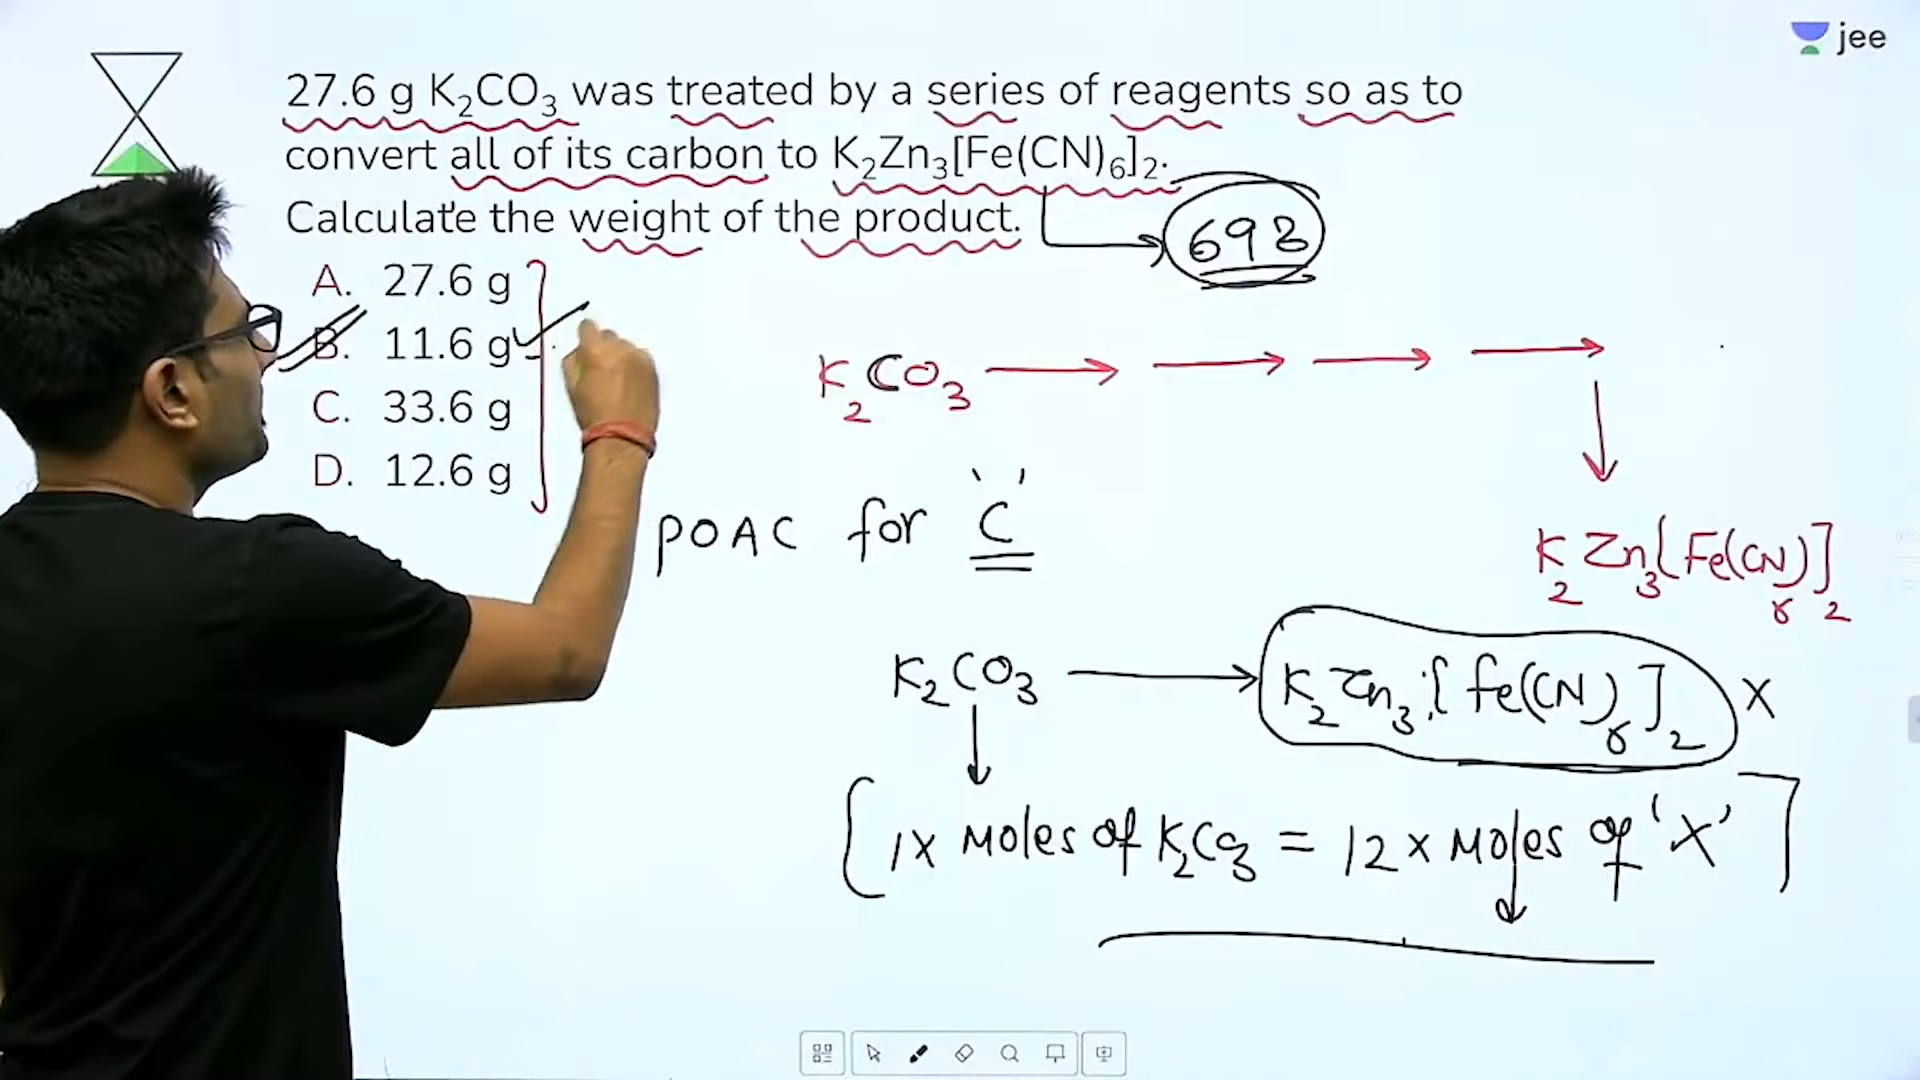 jee
27.6 g K₂CO₃ was treated by a series of reagents so as to
convert all of its carbon to K₂Zn₃[Fe(CN)₆]₂.
Calculate the weight of the product.
698
A. 27.6 g
B. 11.6 g
C. 33.6 g
D. 12.6 g
K₂CO₃
POAC for 'C'
K₂Zn₃[Fe(CN)₆]₂
K₂CO₃ → K₂Zn₃[Fe(CN)₆]₂ X
[1x Moles of K₂CO₃ = 12 x Moles of 'X']